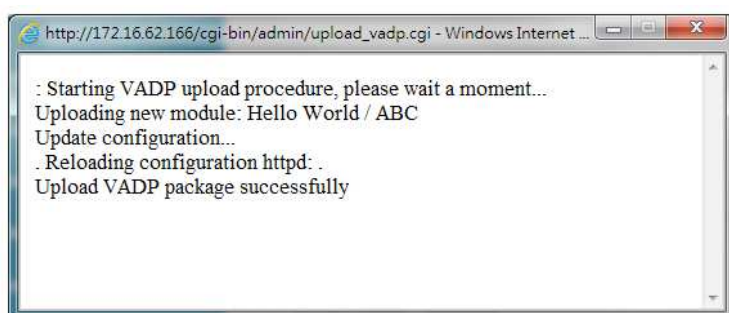 http://172.16.62.166/cgi-bin/admin/upload_vadp.cgi - Windows Internet ...
: Starting VADP upload procedure, please wait a moment...
Uploading new module: Hello World / ABC
Update configuration...
. Reloading configuration httpd: .
Upload VADP package successfully